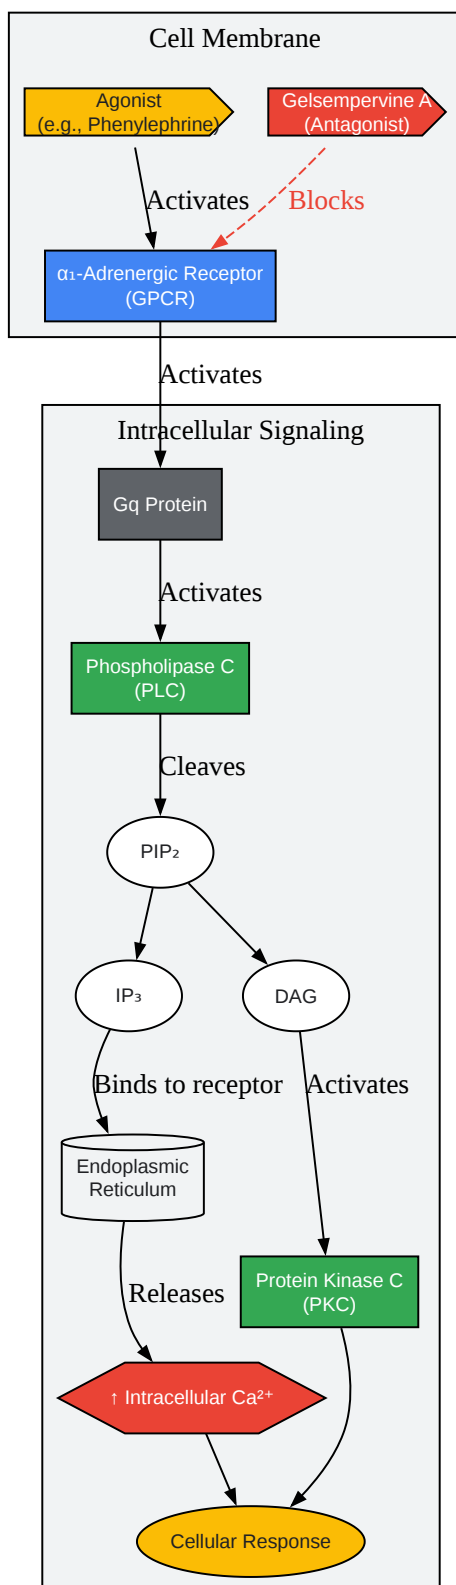 Cell Membrane
Agonist
(e.g., Phenylephrine)
Gelsempervine A
(Antagonist)
Activates
Blocks
α₁-Adrenergic Receptor
(GPCR)
Activates
Intracellular Signaling
Gq Protein
Activates
Phospholipase C
(PLC)
Cleaves
PIP₂
IP₃
DAG
Binds to receptor
Activates
Endoplasmic
Reticulum
Releases
Protein Kinase C
(PKC)
↑ Intracellular Ca²⁺
Cellular Response